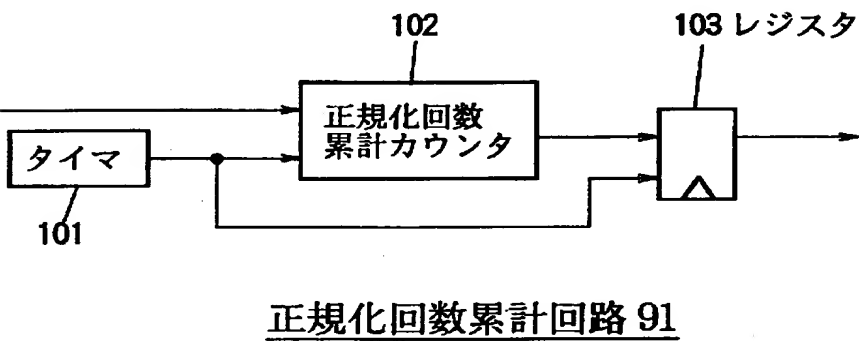 102
103 レジスタ
正規化回数
累計カウンタ
タイマ
101
正規化回数累計回路 91